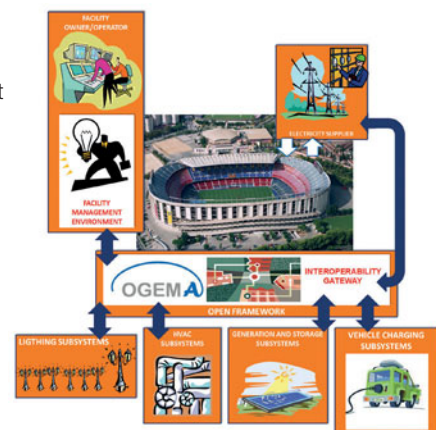 FACILITY
OWNER/OPERATOR
t
FACILITY
MANAGEMENT
ENVIRONMENT
ELECTRICITY SUPPLIER
OGEMA
INTEROPERABILITY
GATEWAY
OPEN FRAMEWORK
LIGTHING SUBSYSTEMS
HVAC
SUBSYSTEMS
GENERATION AND STORAGE
SUBSYSTEMS
VEHICLE CHARGING
SUBSYSTEMS